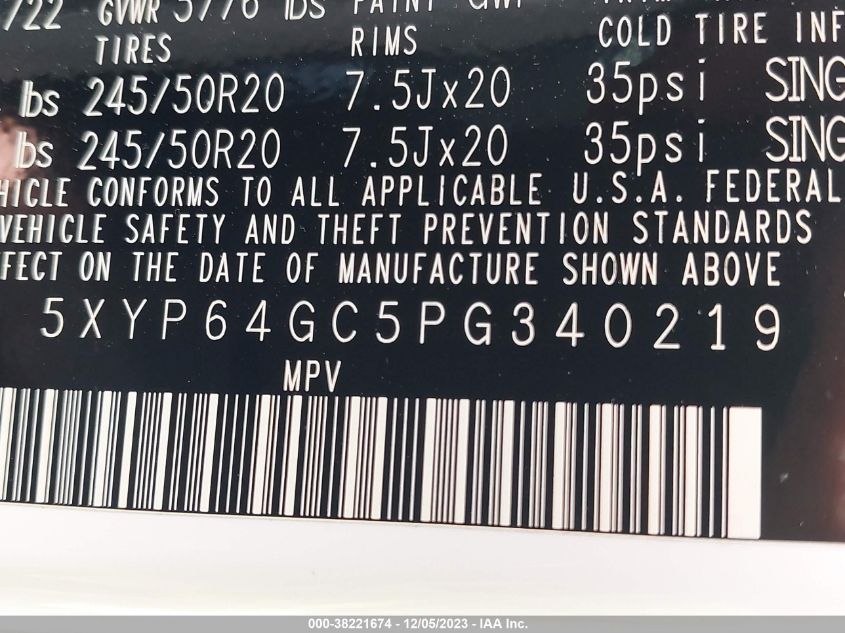 /22 GVWR 5776 lbs PAINT GWP
TIRES RIMS COLD TIRE INF
lbs 245/50R20 7.5Jx20 35psi SING
lbs 245/50R20 7.5Jx20 35psi SING
HICLE CONFORMS TO ALL APPLICABLE U.S.A. FEDERAL
VEHICLE SAFETY AND THEFT PREVENTION STANDARDS
FFECT ON THE DATE OF MANUFACTURE SHOWN ABOVE
5XYP64GC5PG340219
MPV
000-38221674 - 12/05/2023 - IAA Inc.